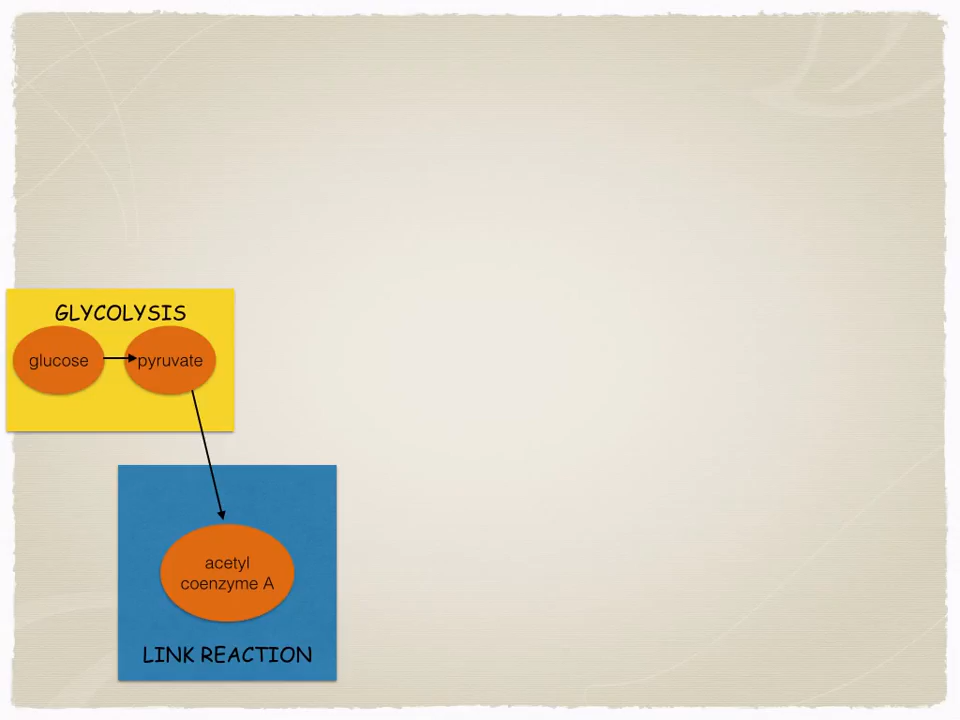 GLYCOLYSIS
glucose
pyruvate
acetyl
coenzyme A
LINK REACTION